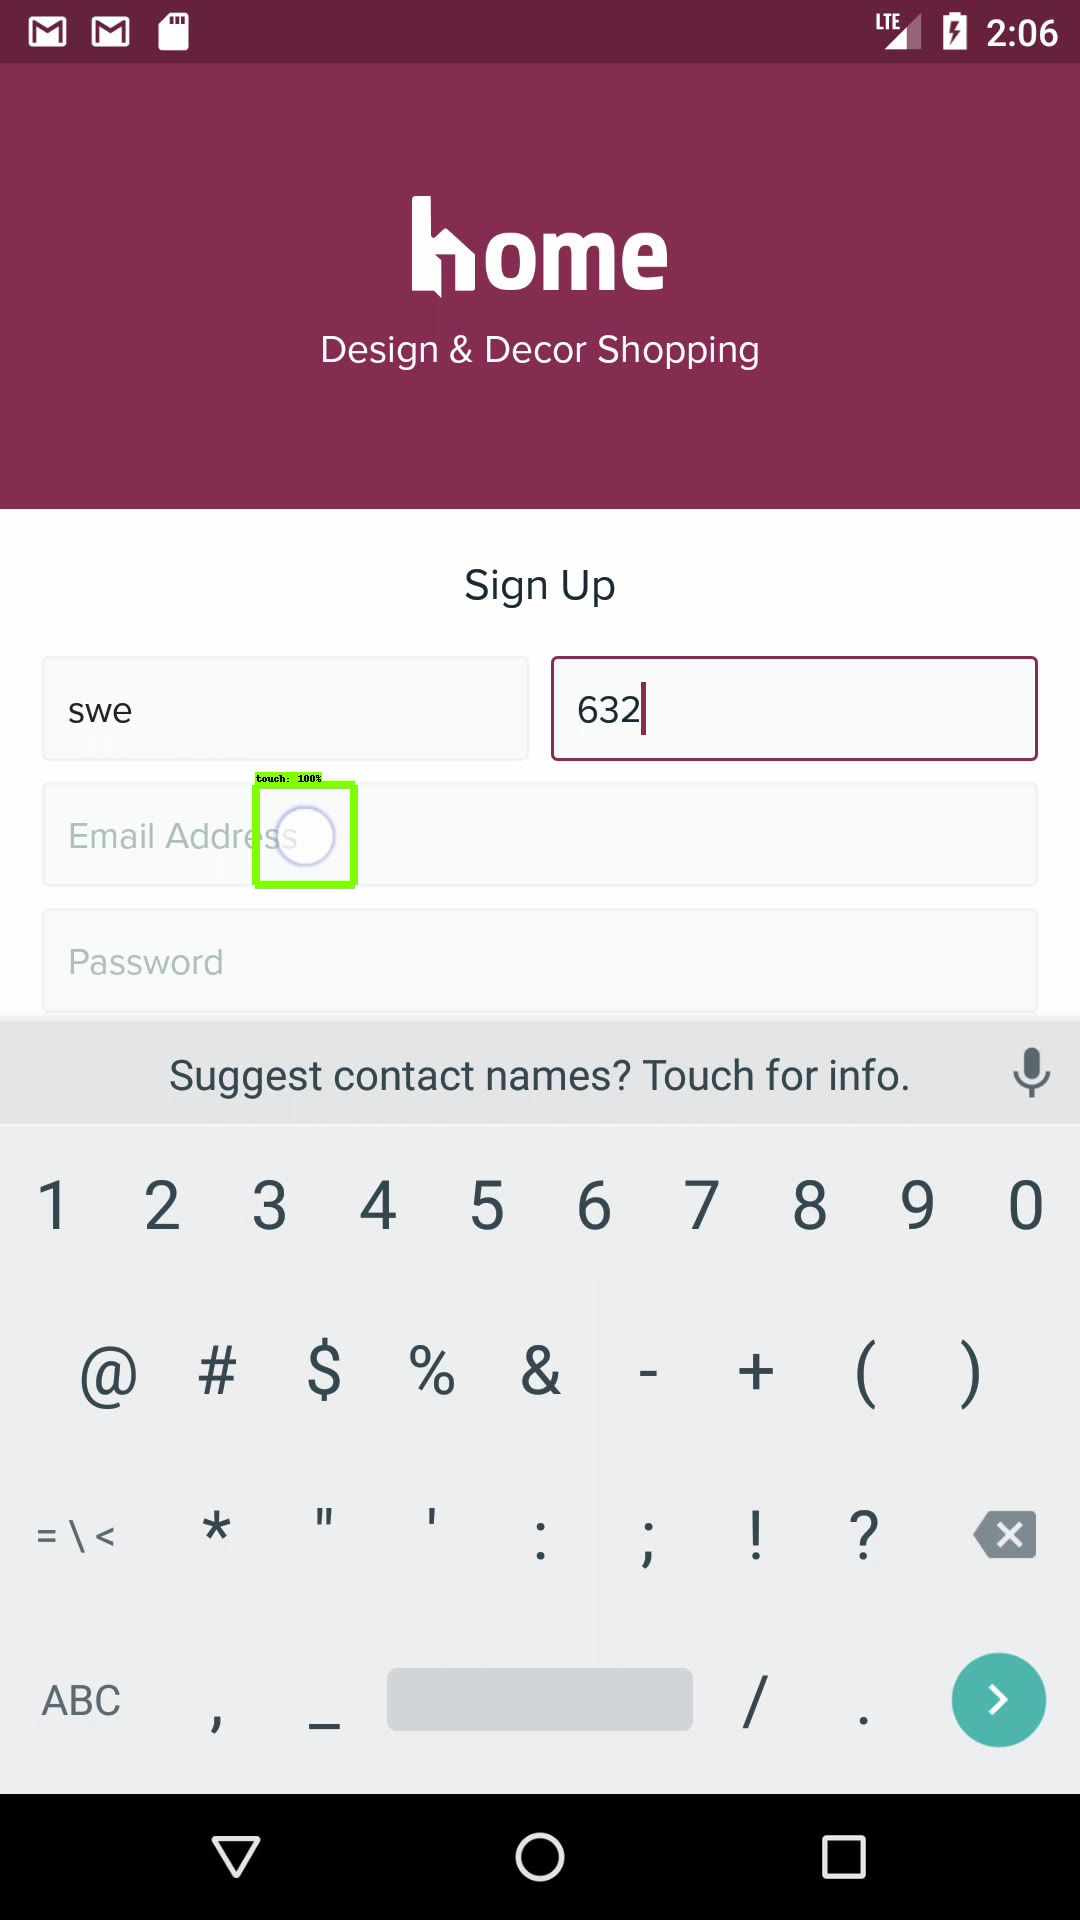 LTE 2:06
home
Design & Decor Shopping
Sign Up
swe 632
touch: 100%
Email Address
Password
Suggest contact names? Touch for info.
1 2 3 4 5 6 7 8 9 0
@ # $ % & - + ( )
= \ < * " ' : ; ! ?
ABC , _ / .